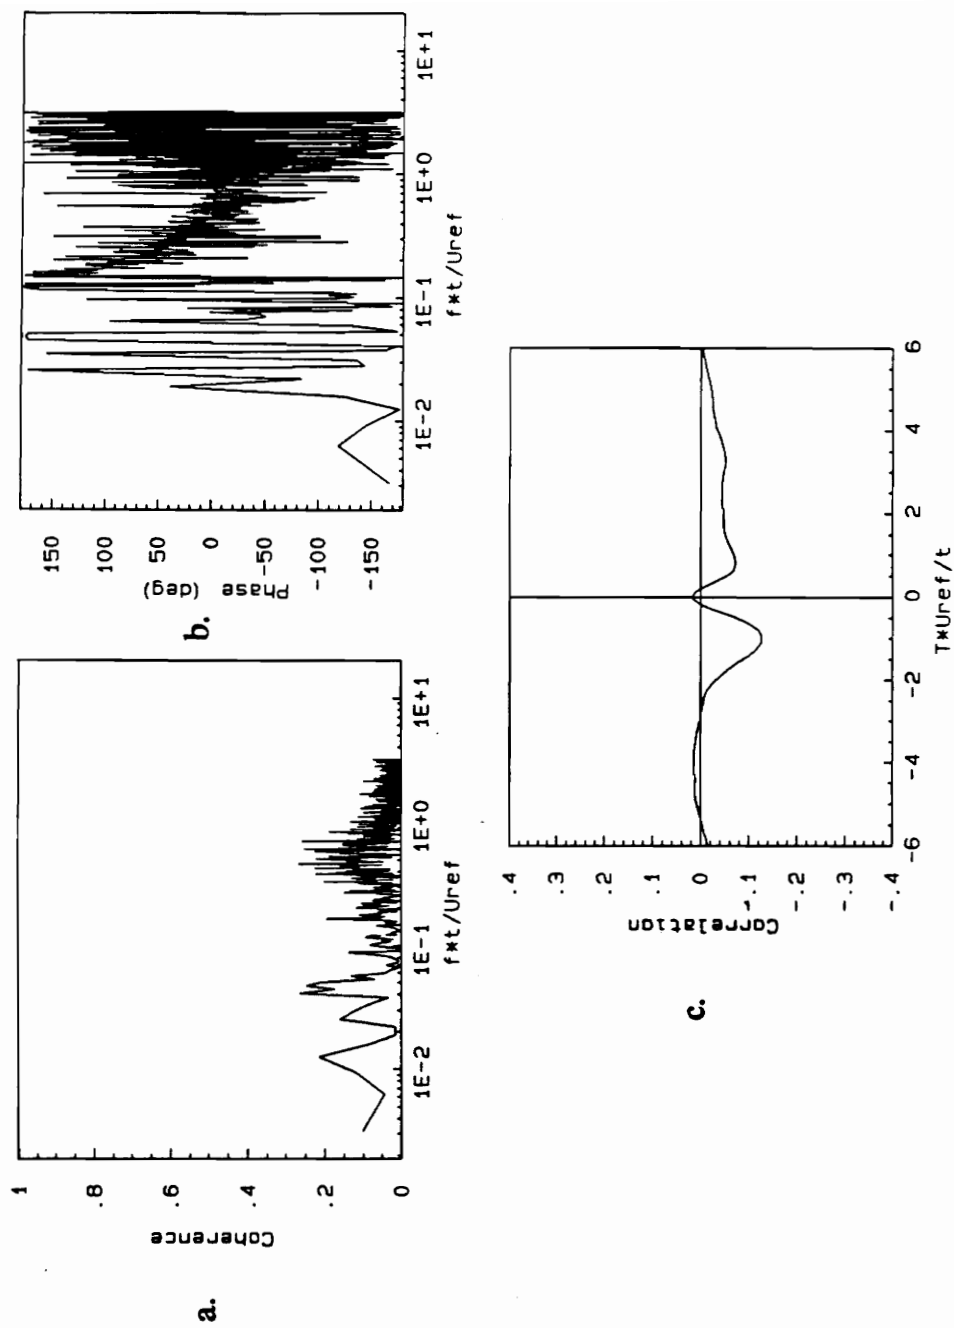 a.
Coherence
1
.8
.6
.4
.2
0
1E-2
1E-1
1E+0
1E+1
f*t/Uref
b.
Phase (deg)
150
100
50
0
-50
-100
-150
1E-2
1E-1
1E+0
1E+1
f*t/Uref
c.
Correlation
.4
.3
.2
.1
0
-.1
-.2
-.3
-.4
-6
-4
-2
0
2
4
6
T*Uref/t